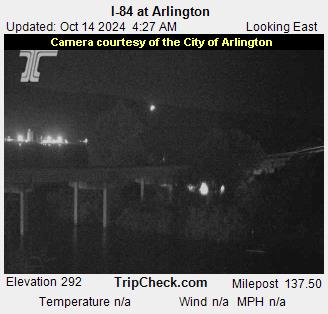 I-84 at Arlington
Updated: Oct 14 2024 4:27 AM Looking East
Camera courtesy of the City of Arlington
Elevation 292 TripCheck.com Milepost 137.50
Temperature n/a Wind n/a MPH n/a